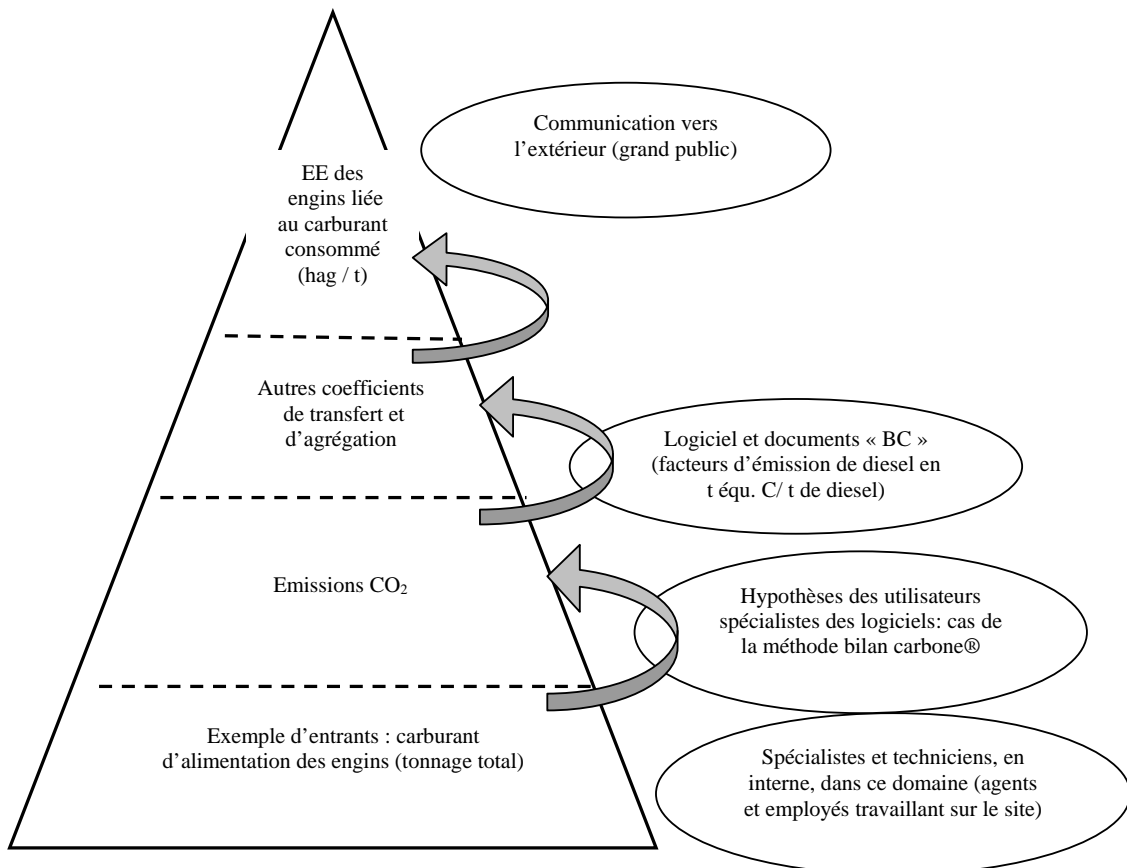 Communication vers
l’extérieur (grand public)
EE des
engins liée
au carburant
consommé
(hag / t)
Autres coefficients
de transfert et
d’agrégation
Logiciel et documents « BC »
(facteurs d’émission de diesel en
t équ. C/ t de diesel)
Emissions CO₂
Hypothèses des utilisateurs
spécialistes des logiciels: cas de
la méthode bilan carbone®
Exemple d’entrants : carburant
d’alimentation des engins (tonnage total)
Spécialistes et techniciens, en
interne, dans ce domaine (agents
et employés travaillant sur le site)